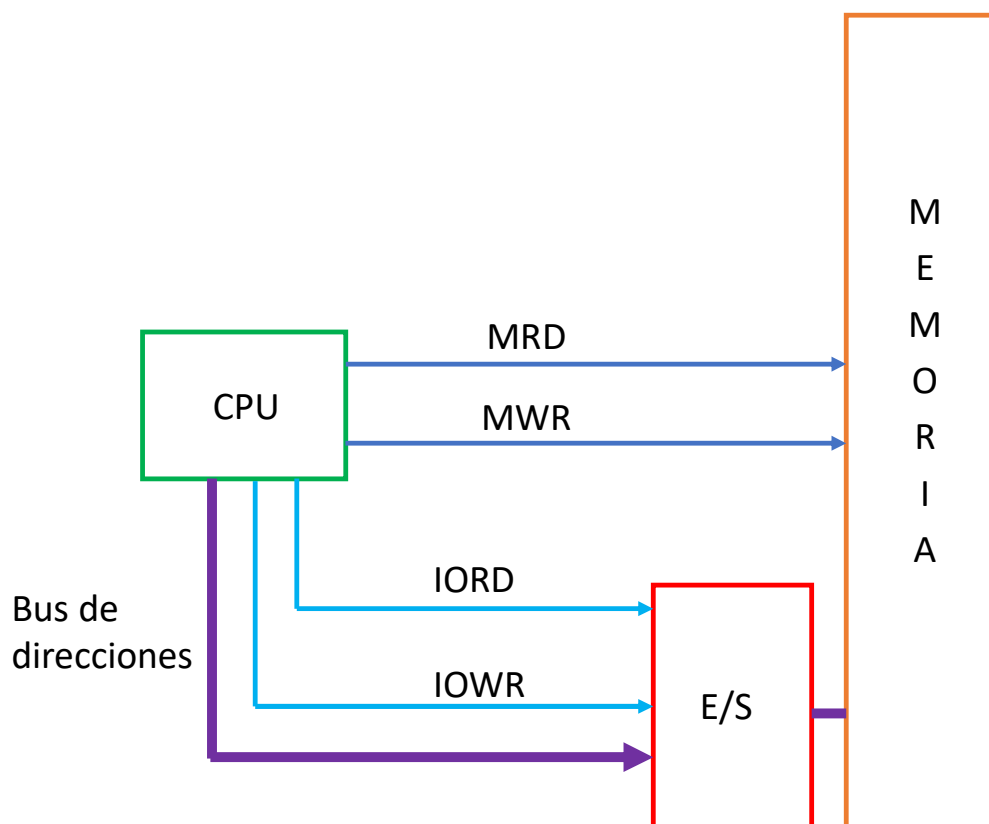 MRD
CPU
MWR
IORD
Bus de
direcciones
IOWR
E/S
M
E
M
O
R
I
A